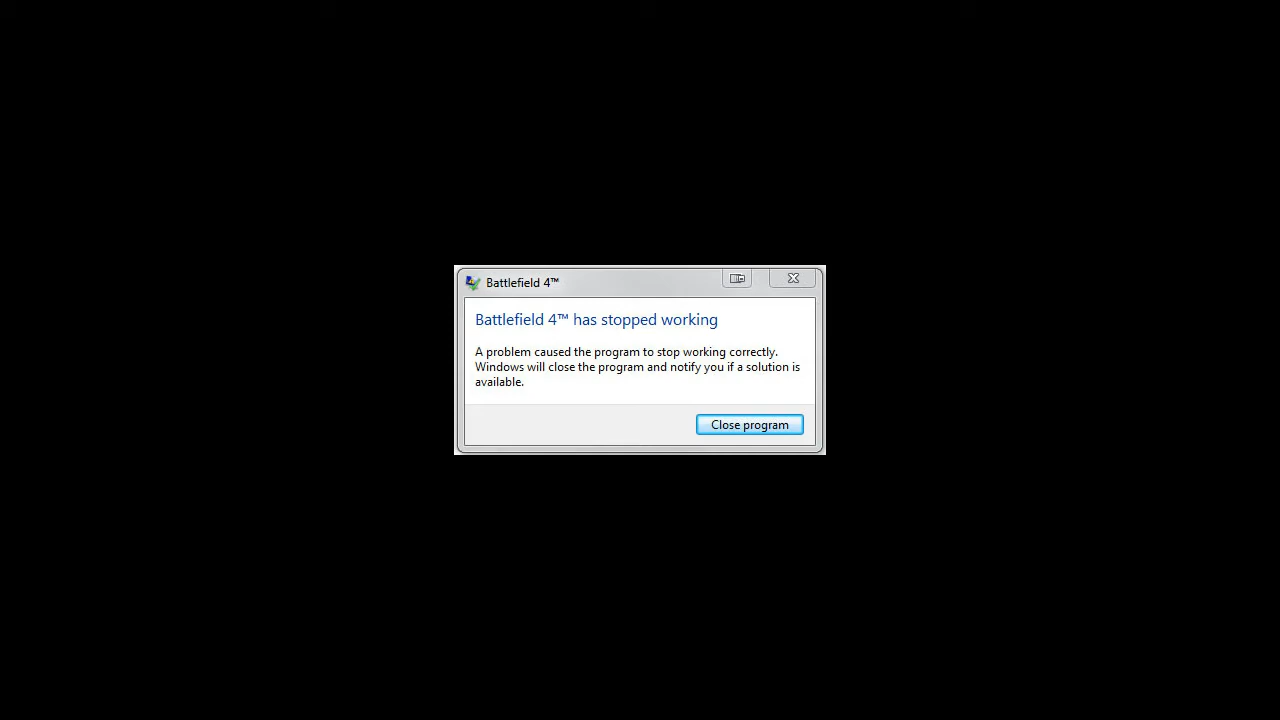 Battlefield 4™
Battlefield 4™ has stopped working
A problem caused the program to stop working correctly.
Windows will close the program and notify you if a solution is
available.
Close program